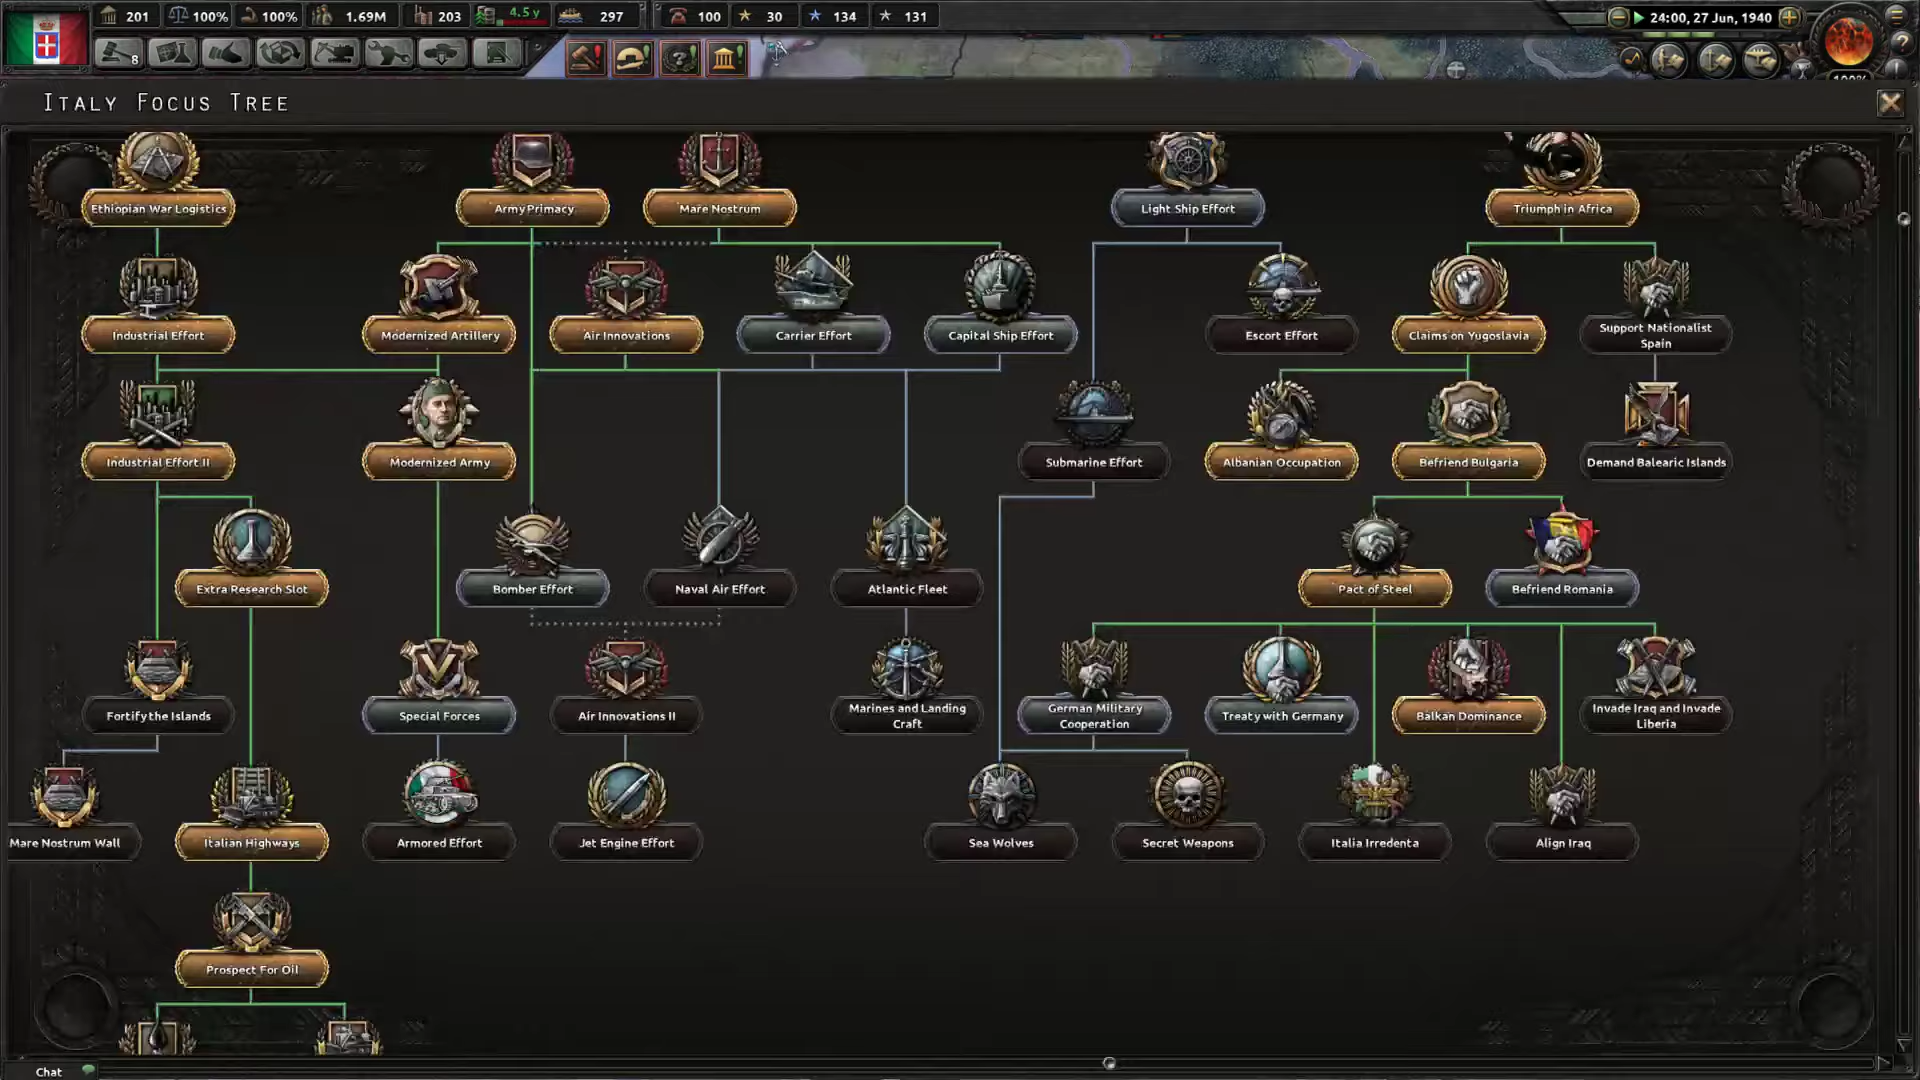 201
100%
100%
1.69M
203
4.5 y
297
100
30
134
131
24:00, 27 Jun, 1940
8
Italy Focus Tree
Ethiopian War Logistics
Army Primacy
Mare Nostrum
Light Ship Effort
Triumph in Africa
Industrial Effort
Modernized Artillery
Air Innovations
Carrier Effort
Capital Ship Effort
Escort Effort
Claims on Yugoslavia
Support Nationalist
Spain
Industrial Effort II
Modernized Army
Submarine Effort
Albanian Occupation
Befriend Bulgaria
Demand Balearic Islands
Extra Research Slot
Bomber Effort
Naval Air Effort
Atlantic Fleet
Pact of Steel
Befriend Romania
Fortify the Islands
Special Forces
Air Innovations II
Marines and Landing
Craft
German Military
Cooperation
Treaty with Germany
Balkan Dominance
Invade Iraq and Invade
Liberia
Mare Nostrum Wall
Italian Highways
Armored Effort
Jet Engine Effort
Sea Wolves
Secret Weapons
Italia Irredenta
Align Iraq
Prospect For Oil
Chat